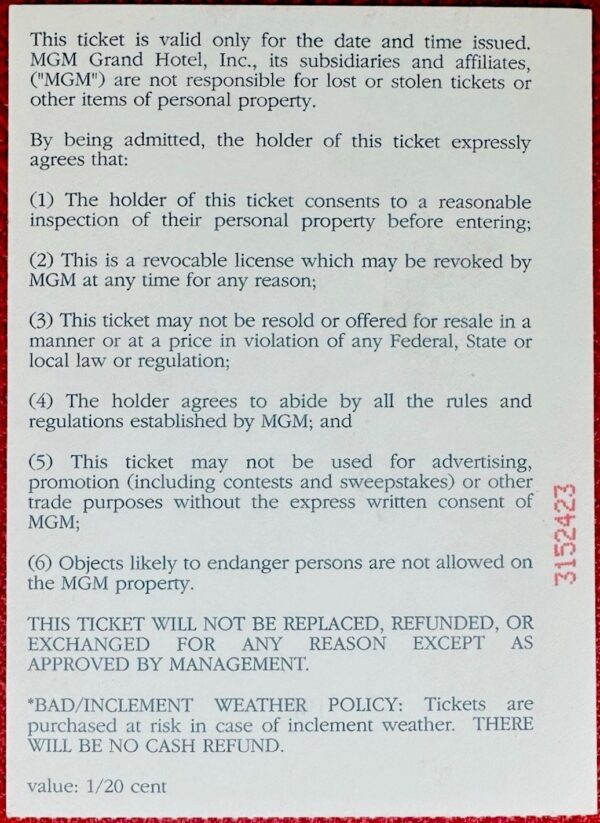 This ticket is valid only for the date and time issued.
MGM Grand Hotel, Inc., its subsidiaries and affiliates,
("MGM") are not responsible for lost or stolen tickets or
other items of personal property.
By being admitted, the holder of this ticket expressly
agrees that:
(1) The holder of this ticket consents to a reasonable
inspection of their personal property before entering;
(2) This is a revocable license which may be revoked by
MGM at any time for any reason;
(3) This ticket may not be resold or offered for resale in a
manner or at a price in violation of any Federal, State or
local law or regulation;
(4) The holder agrees to abide by all the rules and
regulations established by MGM; and
(5) This ticket may not be used for advertising,
promotion (including contests and sweepstakes) or other
trade purposes without the express written consent of
MGM;
(6) Objects likely to endanger persons are not allowed on
the MGM property.
THIS TICKET WILL NOT BE REPLACED, REFUNDED, OR
EXCHANGED FOR ANY REASON EXCEPT AS
APPROVED BY MANAGEMENT.
*BAD/INCLEMENT WEATHER POLICY: Tickets are
purchased at risk in case of inclement weather. THERE
WILL BE NO CASH REFUND.
value: 1/20 cent
3152423